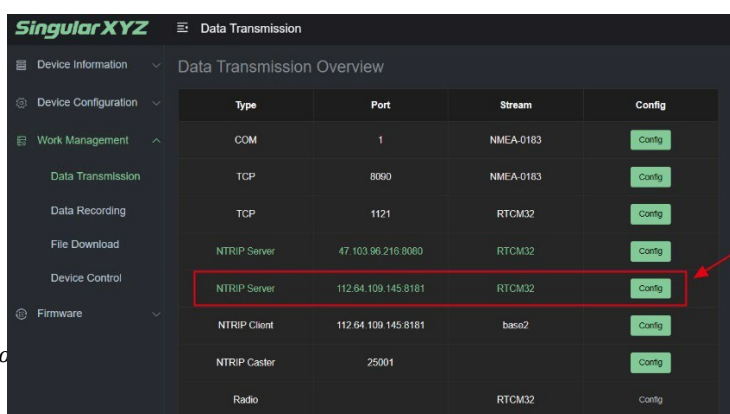 SingularXYZ
Data Transmission
Device Information
Device Configuration
Work Management
Data Transmission
Data Recording
File Download
Device Control
Firmware
Data Transmission Overview
Type Port Stream Config
COM 1 NMEA-0183 Config
TCP 8090 NMEA-0183 Config
TCP 1121 RTCM32 Config
NTRIP Server 47.103.96.216:8080 RTCM32 Config
NTRIP Server 112.64.109.145:8181 RTCM32 Config
NTRIP Client 112.64.109.145:8181 base2 Config
NTRIP Caster 25001 Config
Radio RTCM32 Config